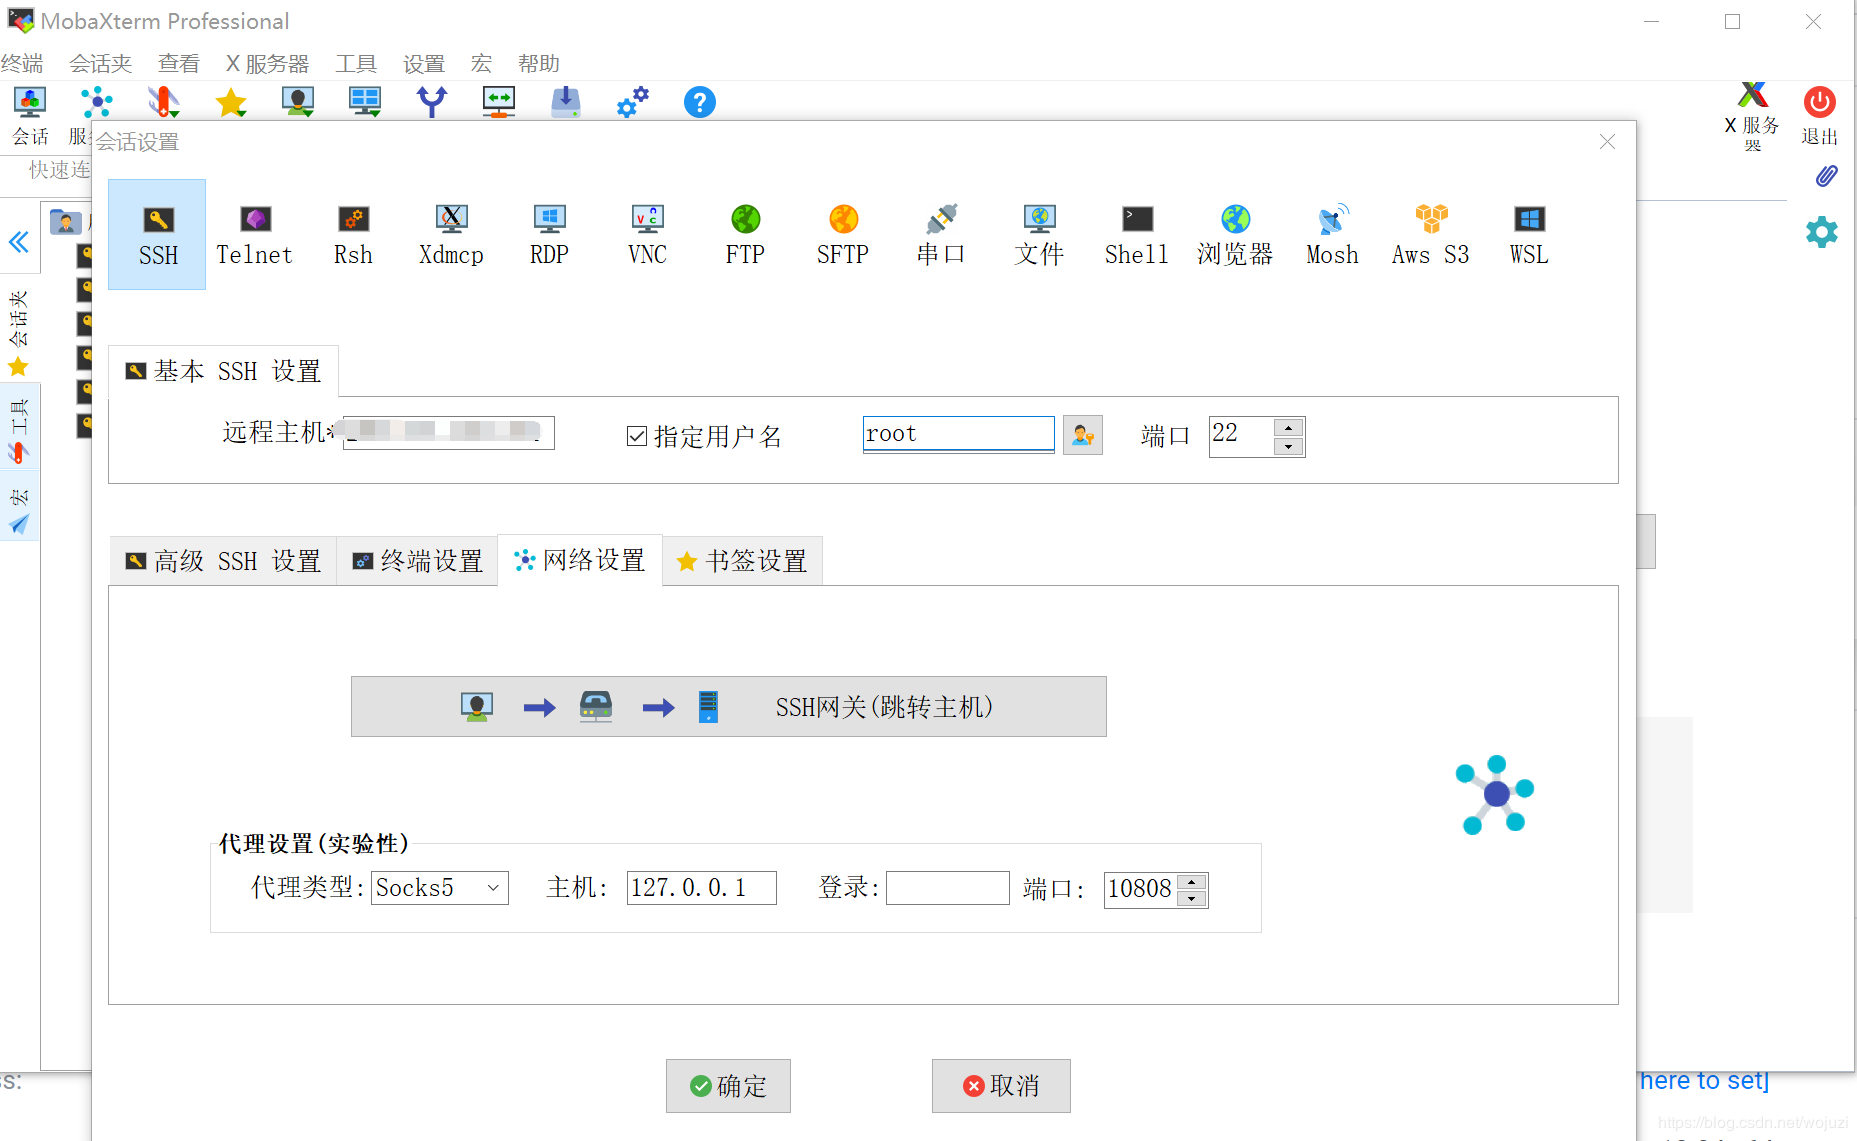 MobaXterm Professional
终端 会话夹 查看 X 服务器 工具 设置 宏 帮助
会话 服务
X 服务器 退出
快速连
会话设置
SSH Telnet Rsh Xdmcp RDP VNC FTP SFTP 串口 文件 Shell 浏览器 Mosh Aws S3 WSL
会话夹
工具
宏
基本 SSH 设置
远程主机*
指定用户名 root 端口 22
高级 SSH 设置 终端设置 网络设置 书签设置
SSH网关(跳转主机)
代理设置(实验性)
代理类型: Socks5 主机: 127.0.0.1 登录: 端口: 10808
确定 取消
ss:
here to set]
https://blog.csdn.net/wojuzi